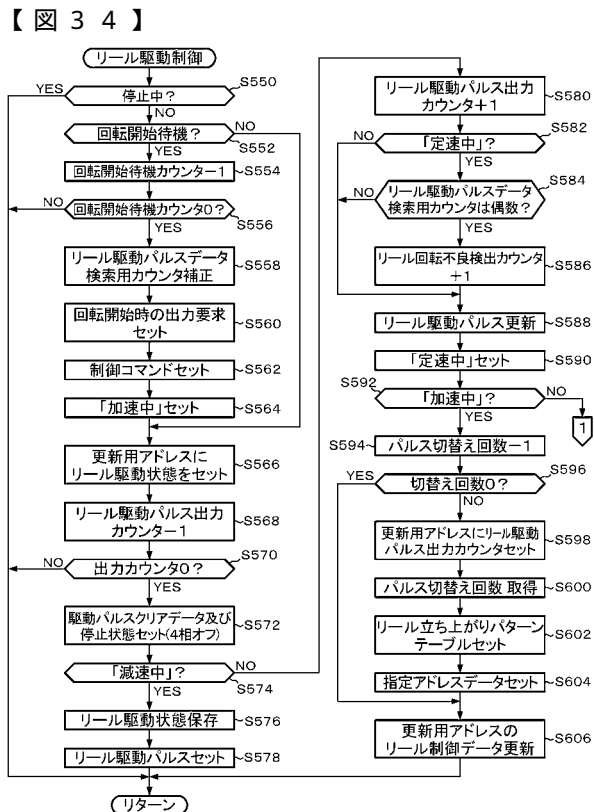 【図34】
リール駆動制御
停止中?
S550
YES
NO
回転開始待機?
NO
S552
YES
回転開始待機カウンター1
S554
NO
回転開始待機カウンタ0?
S556
YES
リール駆動パルスデータ
検索用カウンタ補正
S558
回転開始時の出力要求
セット
S560
制御コマンドセット
S562
「加速中」セット
S564
更新用アドレスに
リール駆動状態をセット
S566
リール駆動パルス出力
カウンター1
S568
NO
出力カウンタ0?
S570
YES
駆動パルスクリアデータ及び
停止状態セット(4相オフ)
S572
「減速中」?
NO
S574
YES
リール駆動状態保存
S576
リール駆動パルスセット
S578
リターン
リール駆動パルス出力
カウンタ+1
S580
NO
「定速中」?
S582
YES
NO
リール駆動パルスデータ
検索用カウンタは偶数?
S584
YES
リール回転不良検出カウンタ
+1
S586
リール駆動パルス更新
S588
「定速中」セット
S590
S592
「加速中」?
NO
1
YES
S594
パルス切替え回数-1
YES
切替え回数0?
S596
NO
更新用アドレスにリール駆動
パルス出力カウンタセット
S598
パルス切替え回数 取得
S600
リール立ち上がりパターン
テーブルセット
S602
指定アドレスデータセット
S604
更新用アドレスの
リール制御データ更新
S606